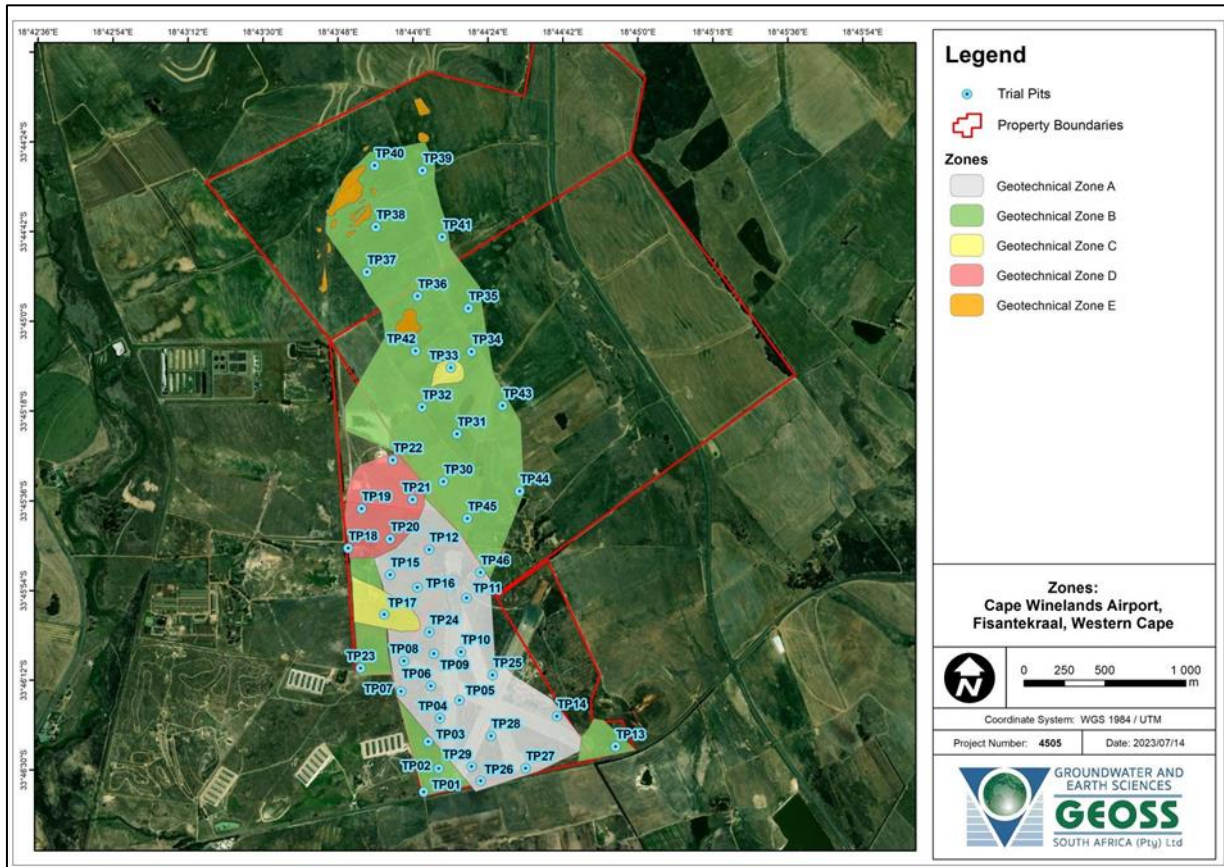 18°42'36"E 18°42'54"E 18°43'12"E 18°43'30"E 18°43'48"E 18°44'6"E 18°44'24"E 18°44'42"E 18°45'0"E 18°45'18"E 18°45'36"E 18°45'54"E
33°44'24"S
33°44'42"S
33°45'0"S
33°45'18"S
33°45'36"S
33°45'54"S
33°46'12"S
33°46'30"S
TP40
TP39
TP38
TP41
TP37
TP36
TP35
TP42
TP34
TP33
TP32
TP43
TP31
TP22
TP30
TP44
TP19
TP21
TP45
TP18
TP20
TP12
TP15
TP46
TP16
TP11
TP17
TP24
TP10
TP08
TP09
TP23
TP25
TP06
TP07
TP05
TP04
TP14
TP28
TP03
TP13
TP29
TP27
TP02
TP26
TP01
Legend
Trial Pits
Property Boundaries
Zones
Geotechnical Zone A
Geotechnical Zone B
Geotechnical Zone C
Geotechnical Zone D
Geotechnical Zone E
Zones:
Cape Winelands Airport,
Fisantekraal, Western Cape
N
0 250 500 1 000
m
Coordinate System: WGS 1984 / UTM
Project Number: 4505 Date: 2023/07/14
GROUNDWATER AND
EARTH SCIENCES
GEOSS
SOUTH AFRICA (Pty) Ltd